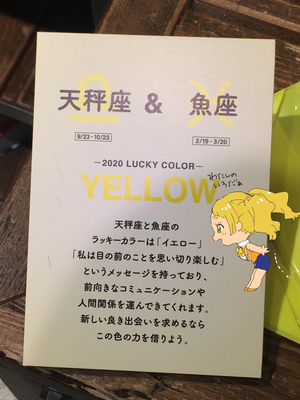 天秤座 & 魚座
9/23 - 10/23
2/19 - 3/20
—2020 LUCKY COLOR—
YELLOW
わたしの
いろだよ
天秤座と魚座の
ラッキーカラーは「イエロー」
「私は目の前のことを思い切り楽しむ」
というメッセージを持っており、
前向きなコミュニケーションや
人間関係を運んできてくれます。
新しい良き出会いを求めるなら
この色の力を借りよう。